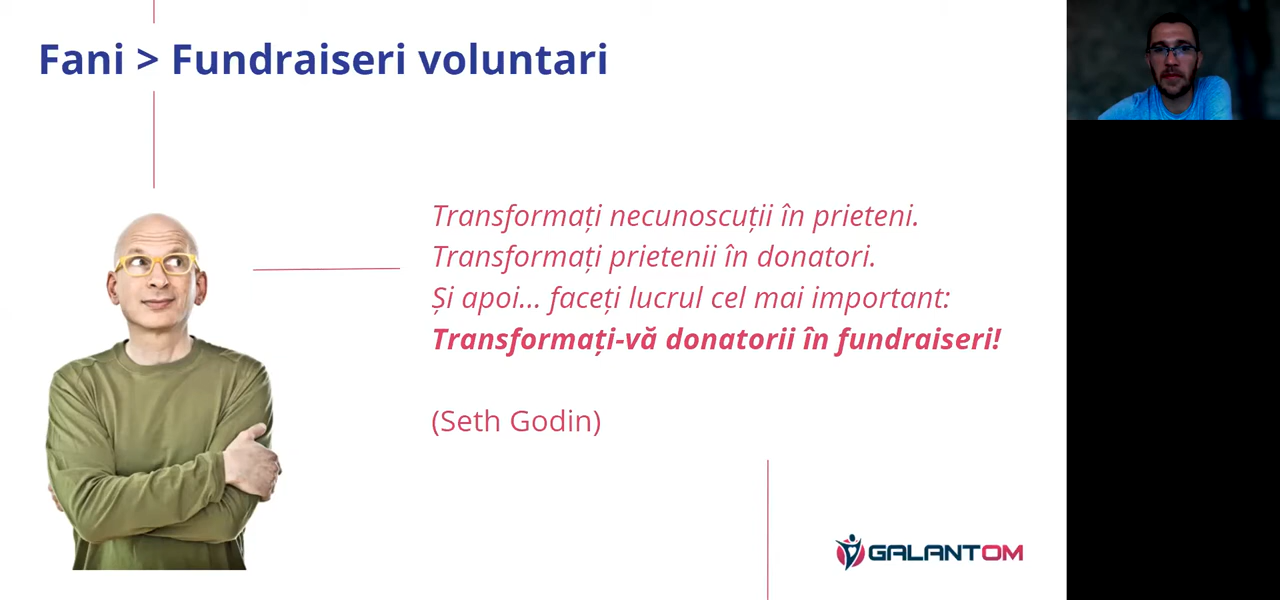 Fani > Fundraiseri voluntari
Transformați necunoscuții în prieteni.
Transformați prietenii în donatori.
Și apoi... faceți lucrul cel mai important:
Transformați-vă donatorii în fundraiseri!
(Seth Godin)
GALANTOM